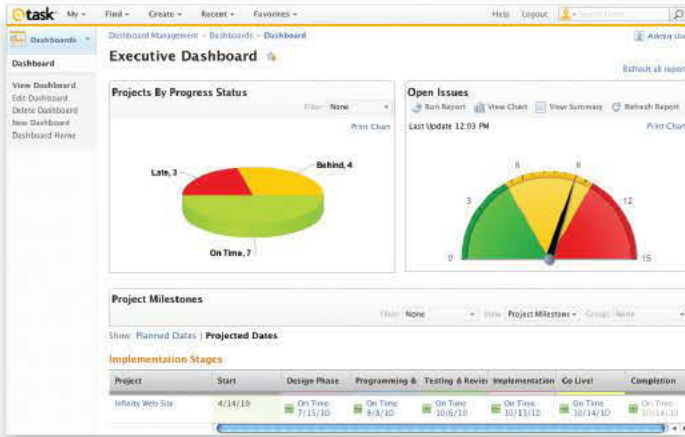 @task My Find Create Recent Favorites Help Logout
Dashboards
Dashboard Management > Dashboards > Dashboard
Admin
Dashboard
Executive Dashboard
Refresh all
View Dashboard
Edit Dashboard
Delete Dashboard
New Dashboard
Dashboard Home
Projects By Progress Status
Filter: None
Print Chart
Late, 3
Behind, 4
On Time, 7
Open Issues
Run Report View Chart View Summary Refresh Report
Last Update 12:03 PM
Print Chart
0
3
6
9
12
15
Project Milestones
Filter: None View: Project Milestone Group: None
Show: Planned Dates | Projected Dates
Implementation Stages
Project Start Design Phase Programming & Testing & Review Implementation Go Live! Completion
Infinity Web Site 4/14/10 On Time On Time On Time On Time On Time On Time
7/15/10 9/8/10 10/6/10 10/13/10 10/14/10 10/14/10